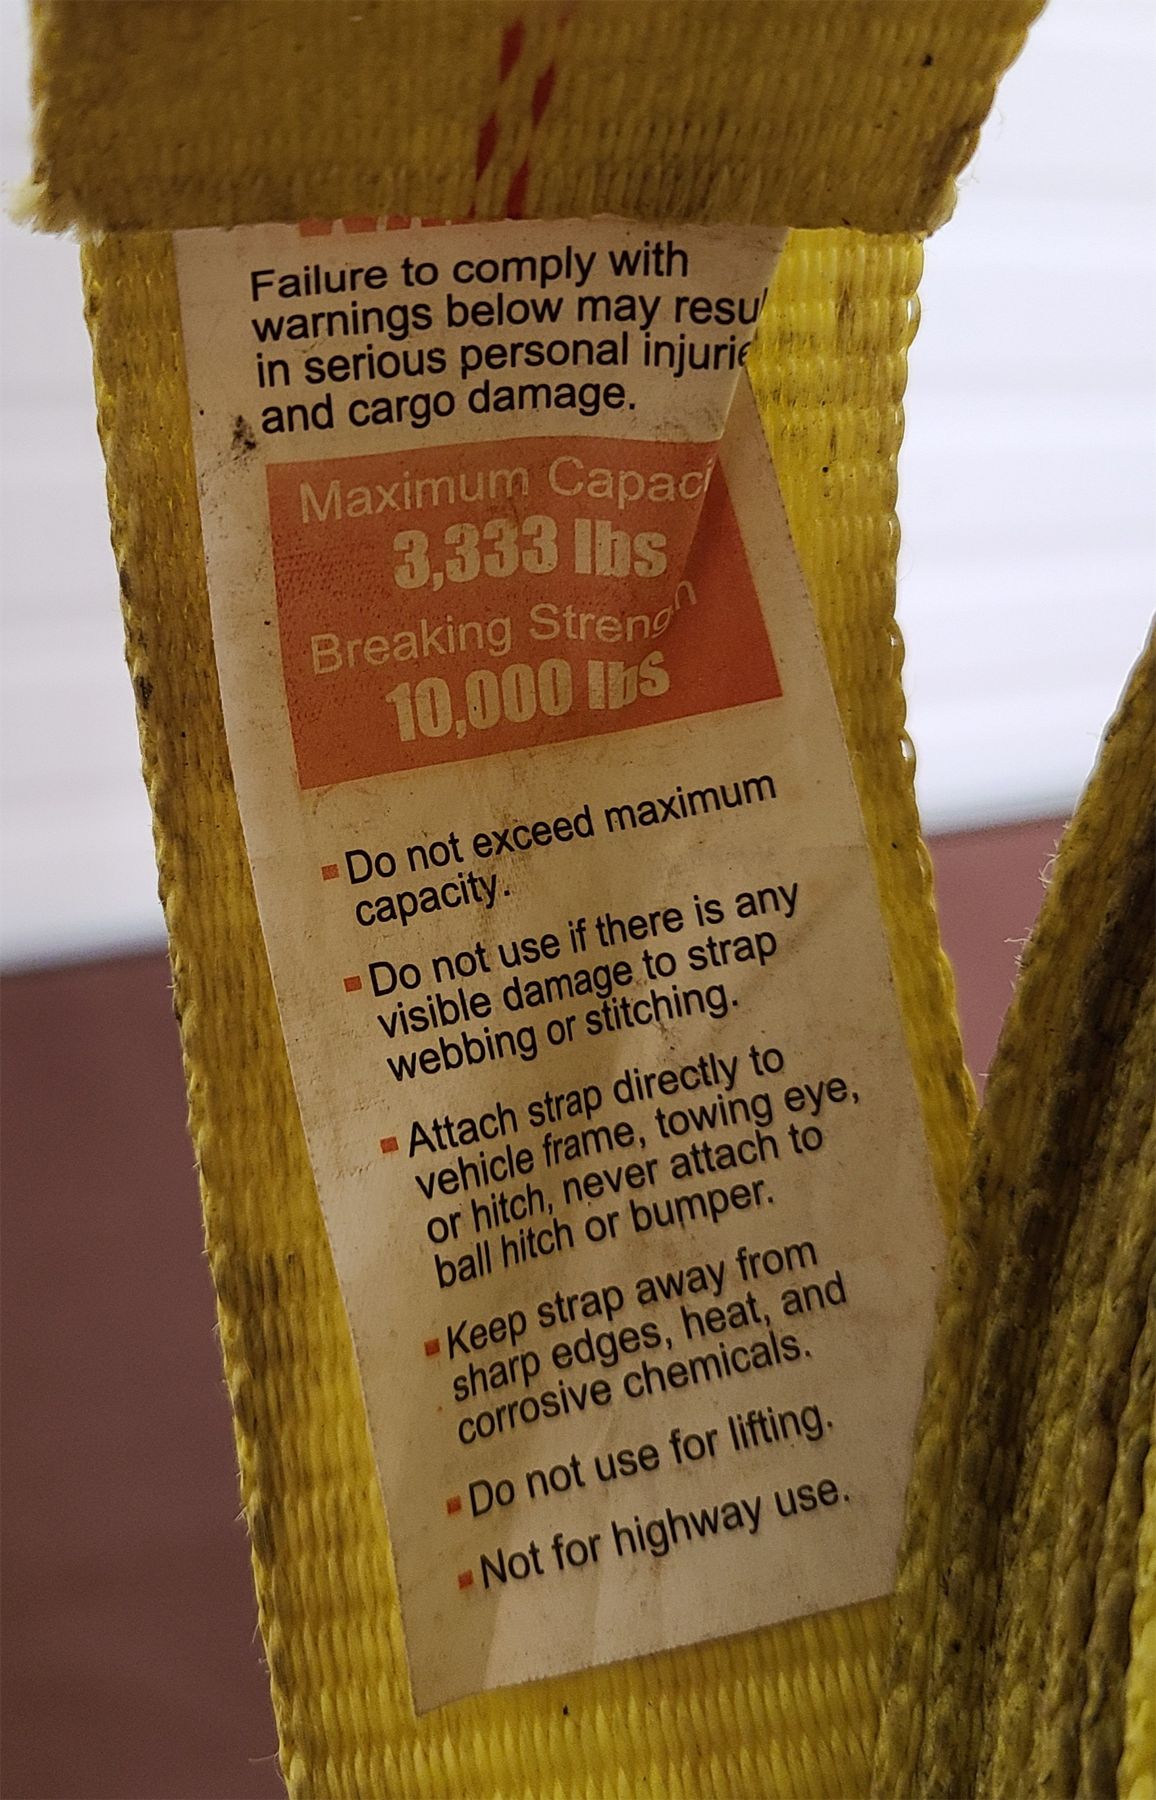 Failure to comply with
warnings below may resu
in serious personal injurie
and cargo damage.
Maximum Capaci
3,333 lbs
Breaking Streng h
10,000 lbs
▪ Do not exceed maximum
capacity.
▪ Do not use if there is any
visible damage to strap
webbing or stitching.
▪ Attach strap directly to
vehicle frame, towing eye,
or hitch, never attach to
ball hitch or bumper.
▪ Keep strap away from
sharp edges, heat, and
corrosive chemicals.
▪ Do not use for lifting.
▪ Not for highway use.